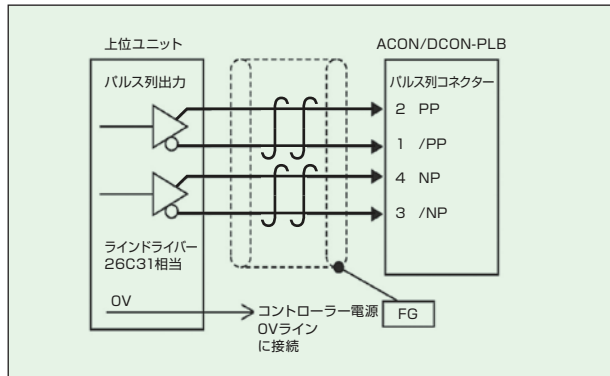 上位ユニット
ACON/DCON-PLB
パルス列出力
パルス列コネクター
2 PP
1 /PP
4 NP
3 /NP
ラインドライバー
26C31相当
0V
コントローラー電源
0Vライン
に接続
FG